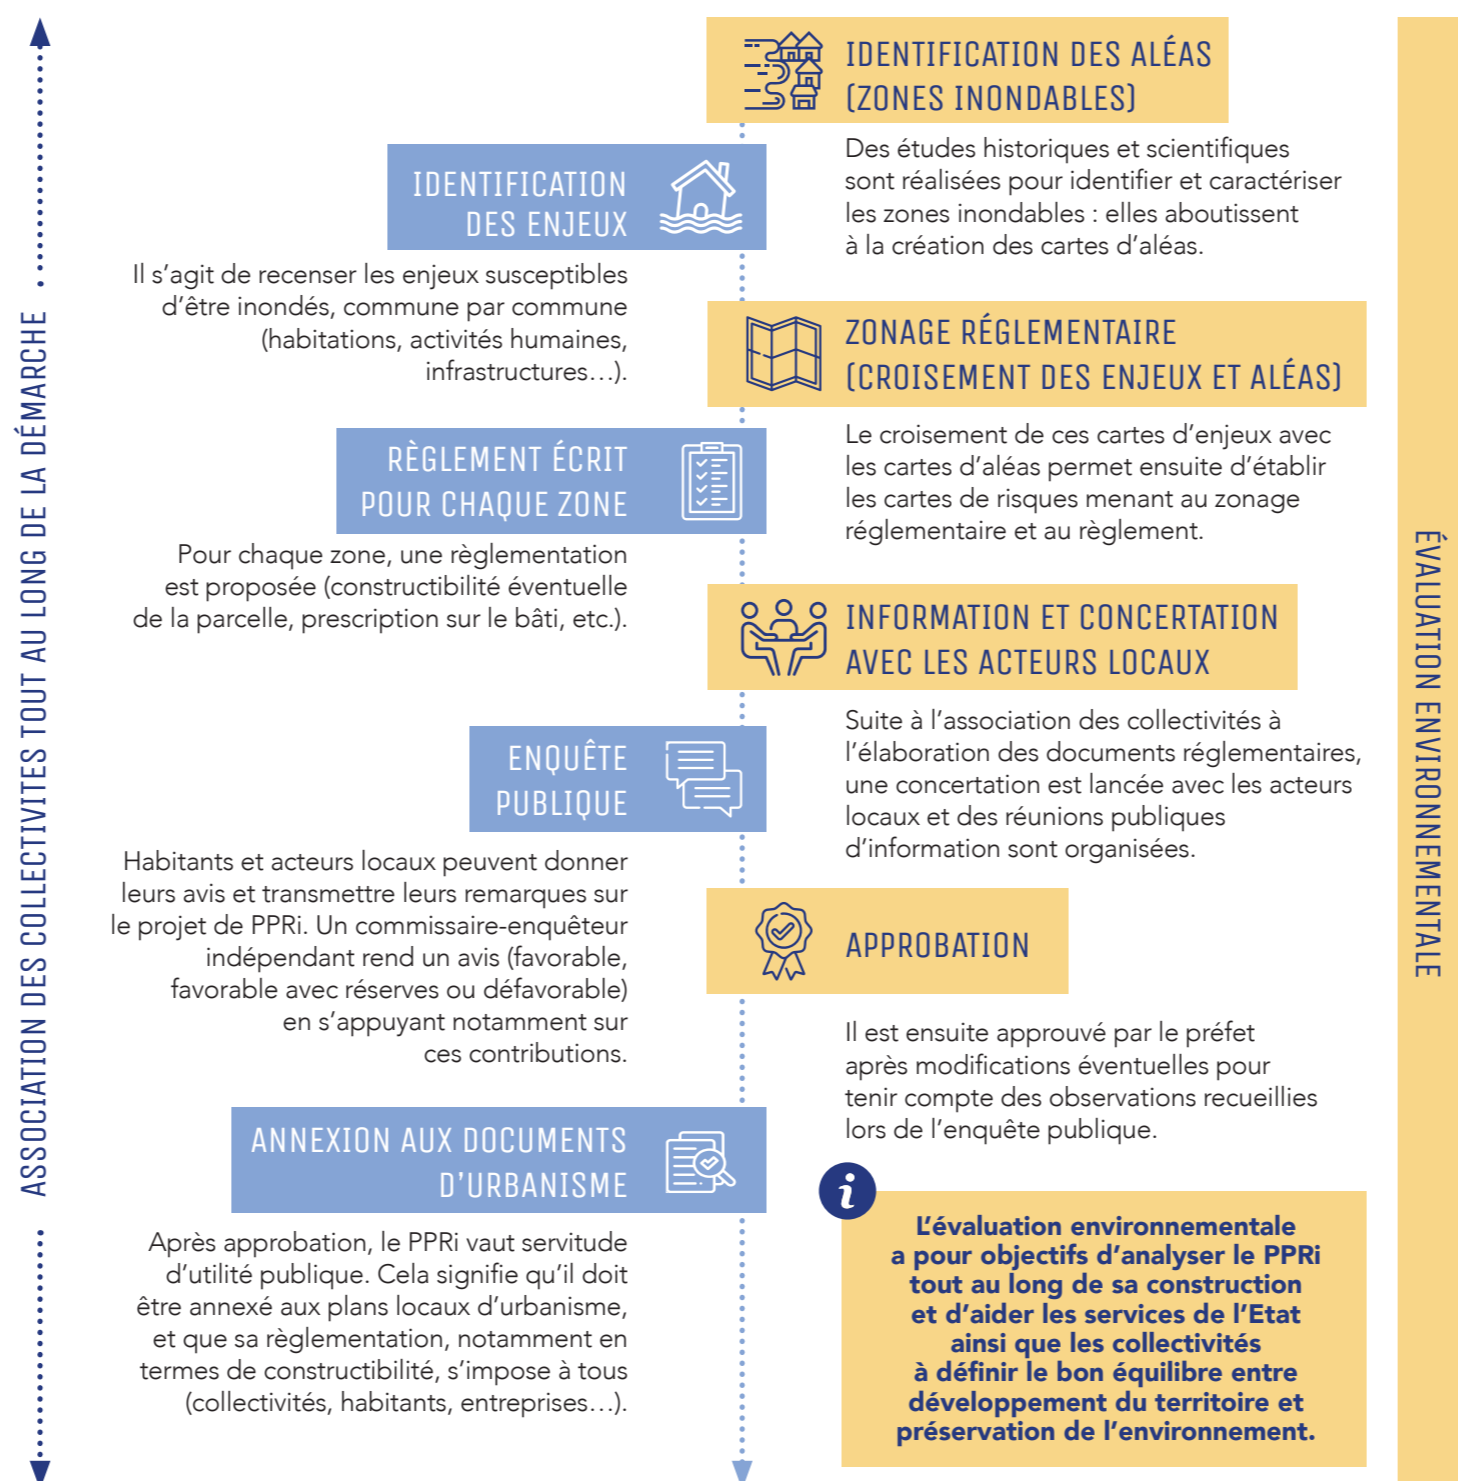 ASSOCIATION DES COLLECTIVITES TOUT AU LONG DE LA DÉMARCHE
IDENTIFICATION DES ALÉAS
(ZONES INONDABLES)
Des études historiques et scientifiques
sont réalisées pour identifier et caractériser
les zones inondables : elles aboutissent
à la création des cartes d’aléas.
IDENTIFICATION
DES ENJEUX
Il s’agit de recenser les enjeux susceptibles
d’être inondés, commune par commune
(habitations, activités humaines,
infrastructures…).
ZONAGE RÉGLEMENTAIRE
(CROISEMENT DES ENJEUX ET ALÉAS)
Le croisement de ces cartes d’enjeux avec
les cartes d’aléas permet ensuite d’établir
les cartes de risques menant au zonage
réglementaire et au règlement.
RÈGLEMENT ÉCRIT
POUR CHAQUE ZONE
Pour chaque zone, une règlementation
est proposée (constructibilité éventuelle
de la parcelle, prescription sur le bâti, etc.).
INFORMATION ET CONCERTATION
AVEC LES ACTEURS LOCAUX
Suite à l’association des collectivités à
l’élaboration des documents réglementaires,
une concertation est lancée avec les acteurs
locaux et des réunions publiques
d’information sont organisées.
ENQUÊTE
PUBLIQUE
Habitants et acteurs locaux peuvent donner
leurs avis et transmettre leurs remarques sur
le projet de PPRi. Un commissaire-enquêteur
indépendant rend un avis (favorable,
favorable avec réserves ou défavorable)
en s’appuyant notamment sur
ces contributions.
APPROBATION
Il est ensuite approuvé par le préfet
après modifications éventuelles pour
tenir compte des observations recueillies
lors de l’enquête publique.
ANNEXION AUX DOCUMENTS
D’URBANISME
Après approbation, le PPRi vaut servitude
d’utilité publique. Cela signifie qu’il doit
être annexé aux plans locaux d’urbanisme,
et que sa règlementation, notamment en
termes de constructibilité, s’impose à tous
(collectivités, habitants, entreprises…).
i
L’évaluation environnementale
a pour objectifs d’analyser le PPRi
tout au long de sa construction
et d’aider les services de l’Etat
ainsi que les collectivités
à définir le bon équilibre entre
développement du territoire et
préservation de l’environnement.
ÉVALUATION ENVIRONNEMENTALE